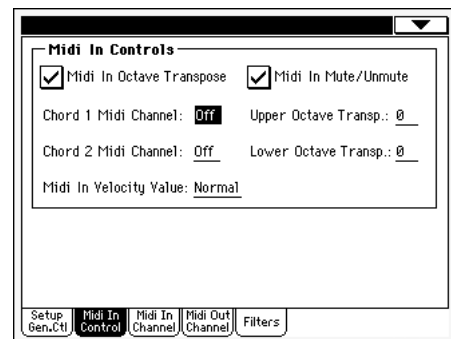 Midi In Controls
Midi In Octave Transpose Midi In Mute/Unmute
Chord 1 Midi Channel: Off Upper Octave Transp.: 0
Chord 2 Midi Channel: Off Lower Octave Transp.: 0
Midi In Velocity Value: Normal
Setup Gen.Ctl Midi In Control Midi In Channel Midi Out Channel Filters